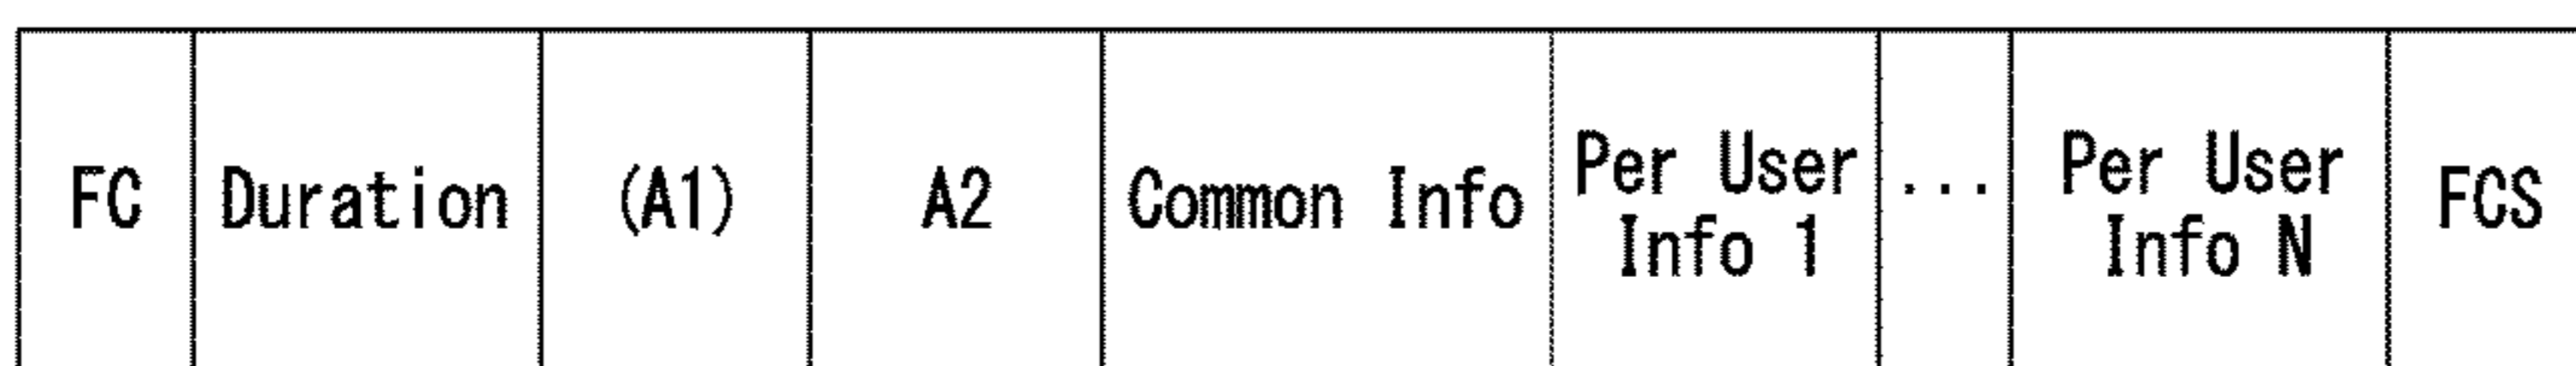 FC
Duration
(A1)
A2
Common Info
Per User
Info 1
...
Per User
Info N
FCS